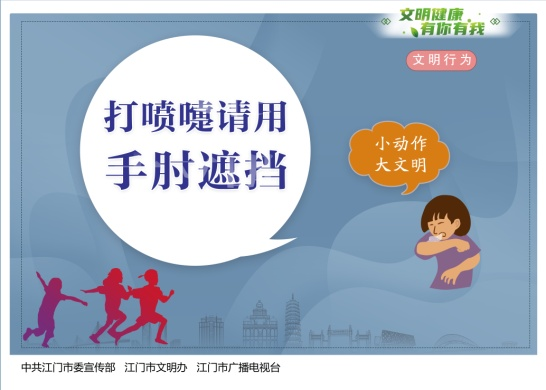 文明健康
有你有我
文明行为
打喷嚏请用
手肘遮挡
小动作
大文明
中共江门市委宣传部 江门市文明办 江门市广播电视台